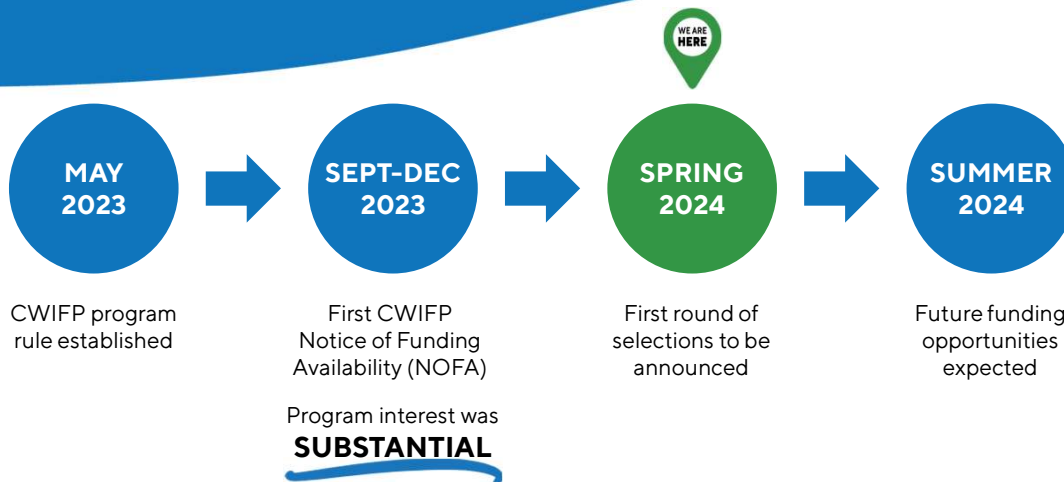 WE ARE
HERE
MAY
2023
SEPT-DEC
2023
SPRING
2024
SUMMER
2024
CWIFP program
rule established
First CWIFP
Notice of Funding
Availability (NOFA)
Program interest was
SUBSTANTIAL
First round of
selections to be
announced
Future funding
opportunities
expected